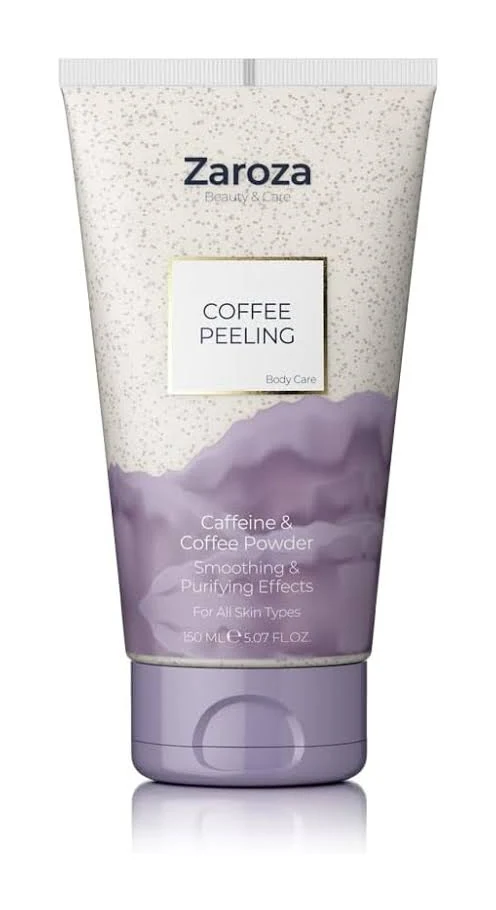 Zaroza
Beauty & Care
COFFEE
PEELING
Body Care
Caffeine &
Coffee Powder
Smoothing &
Purifying Effects
For All Skin Types
150 ML ℮ 5.07 FL.OZ.